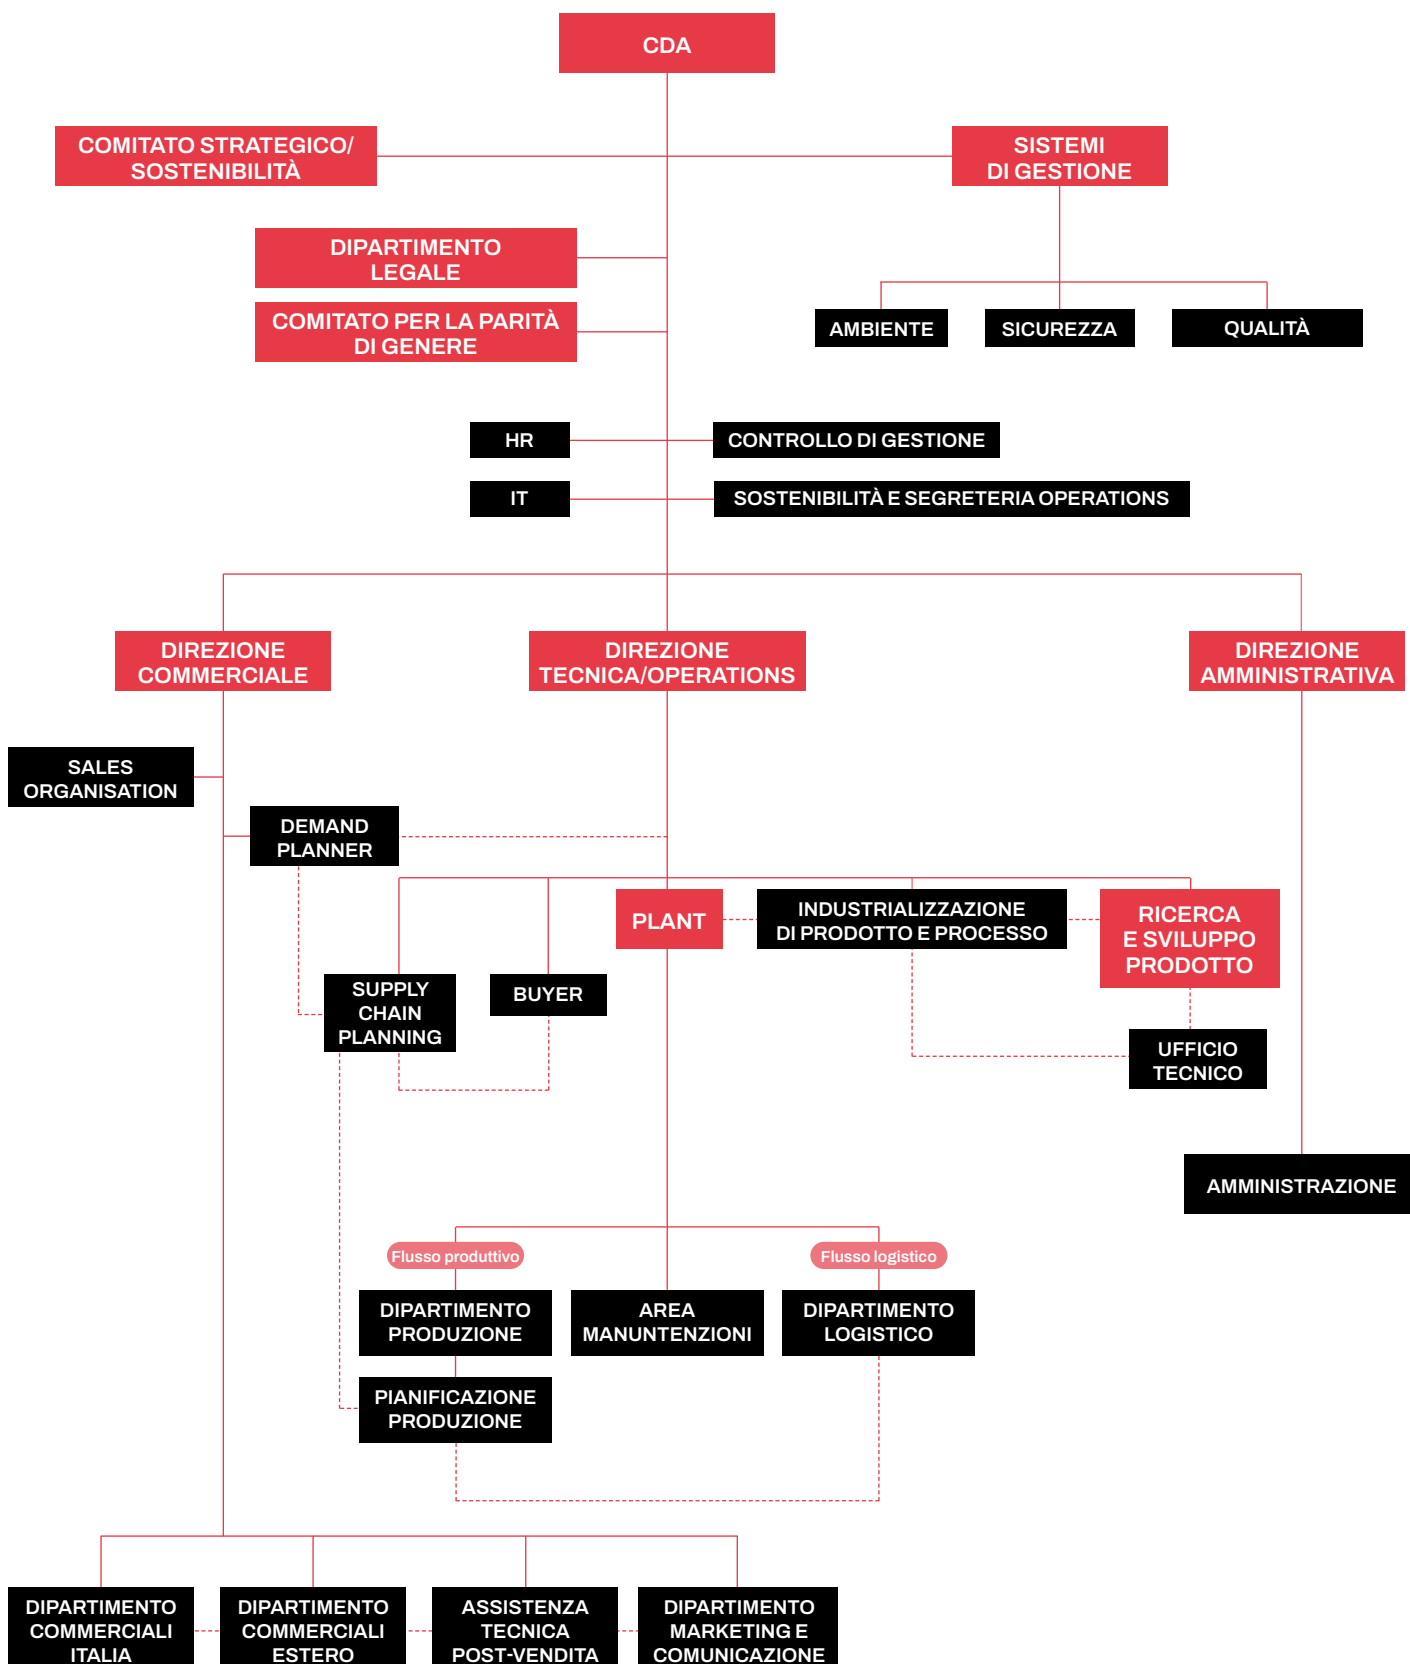 CDA
COMITATO STRATEGICO/
SOSTENIBILITÀ
SISTEMI
DI GESTIONE
DIPARTIMENTO
LEGALE
COMITATO PER LA PARITÀ
DI GENERE
AMBIENTE
SICUREZZA
QUALITÀ
HR
CONTROLLO DI GESTIONE
IT
SOSTENIBILITÀ E SEGRETERIA OPERATIONS
DIREZIONE
COMMERCIALE
DIREZIONE
TECNICA/OPERATIONS
DIREZIONE
AMMINISTRATIVA
SALES
ORGANISATION
DEMAND
PLANNER
PLANT
INDUSTRIALIZZAZIONE
DI PRODOTTO E PROCESSO
RICERCA
E SVILUPPO
PRODOTTO
SUPPLY
CHAIN
PLANNING
BUYER
UFFICIO
TECNICO
AMMINISTRAZIONE
Flusso produttivo
Flusso logistico
DIPARTIMENTO
PRODUZIONE
AREA
MANUNTENZIONI
DIPARTIMENTO
LOGISTICO
PIANIFICAZIONE
PRODUZIONE
DIPARTIMENTO
COMMERCIALI
ITALIA
DIPARTIMENTO
COMMERCIALI
ESTERO
ASSISTENZA
TECNICA
POST-VENDITA
DIPARTIMENTO
MARKETING E
COMUNICAZIONE